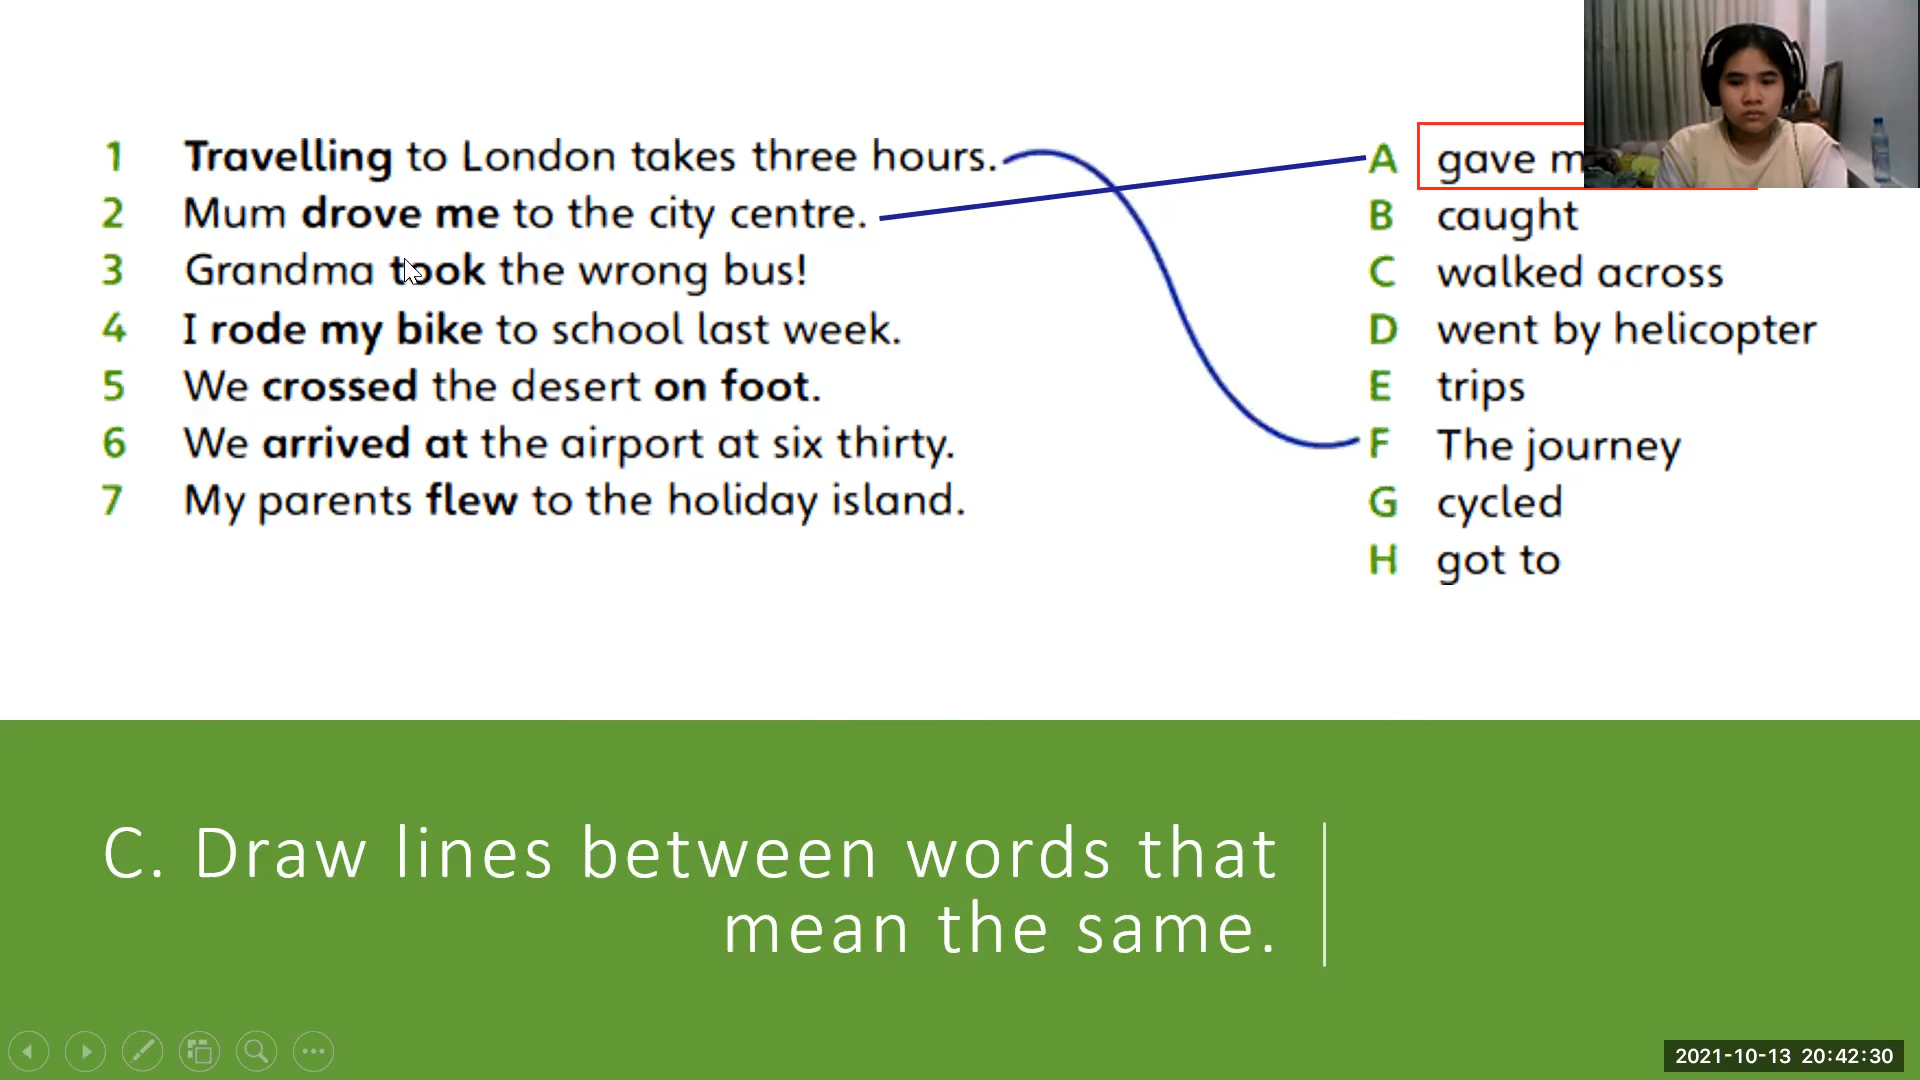 1 Travelling to London takes three hours.
2 Mum drove me to the city centre.
3 Grandma took the wrong bus!
4 I rode my bike to school last week.
5 We crossed the desert on foot.
6 We arrived at the airport at six thirty.
7 My parents flew to the holiday island.
A gave
B caught
C walked across
D went by helicopter
E trips
F The journey
G cycled
H got to
C. Draw lines between words that
mean the same.
2021-10-13 20:42:30